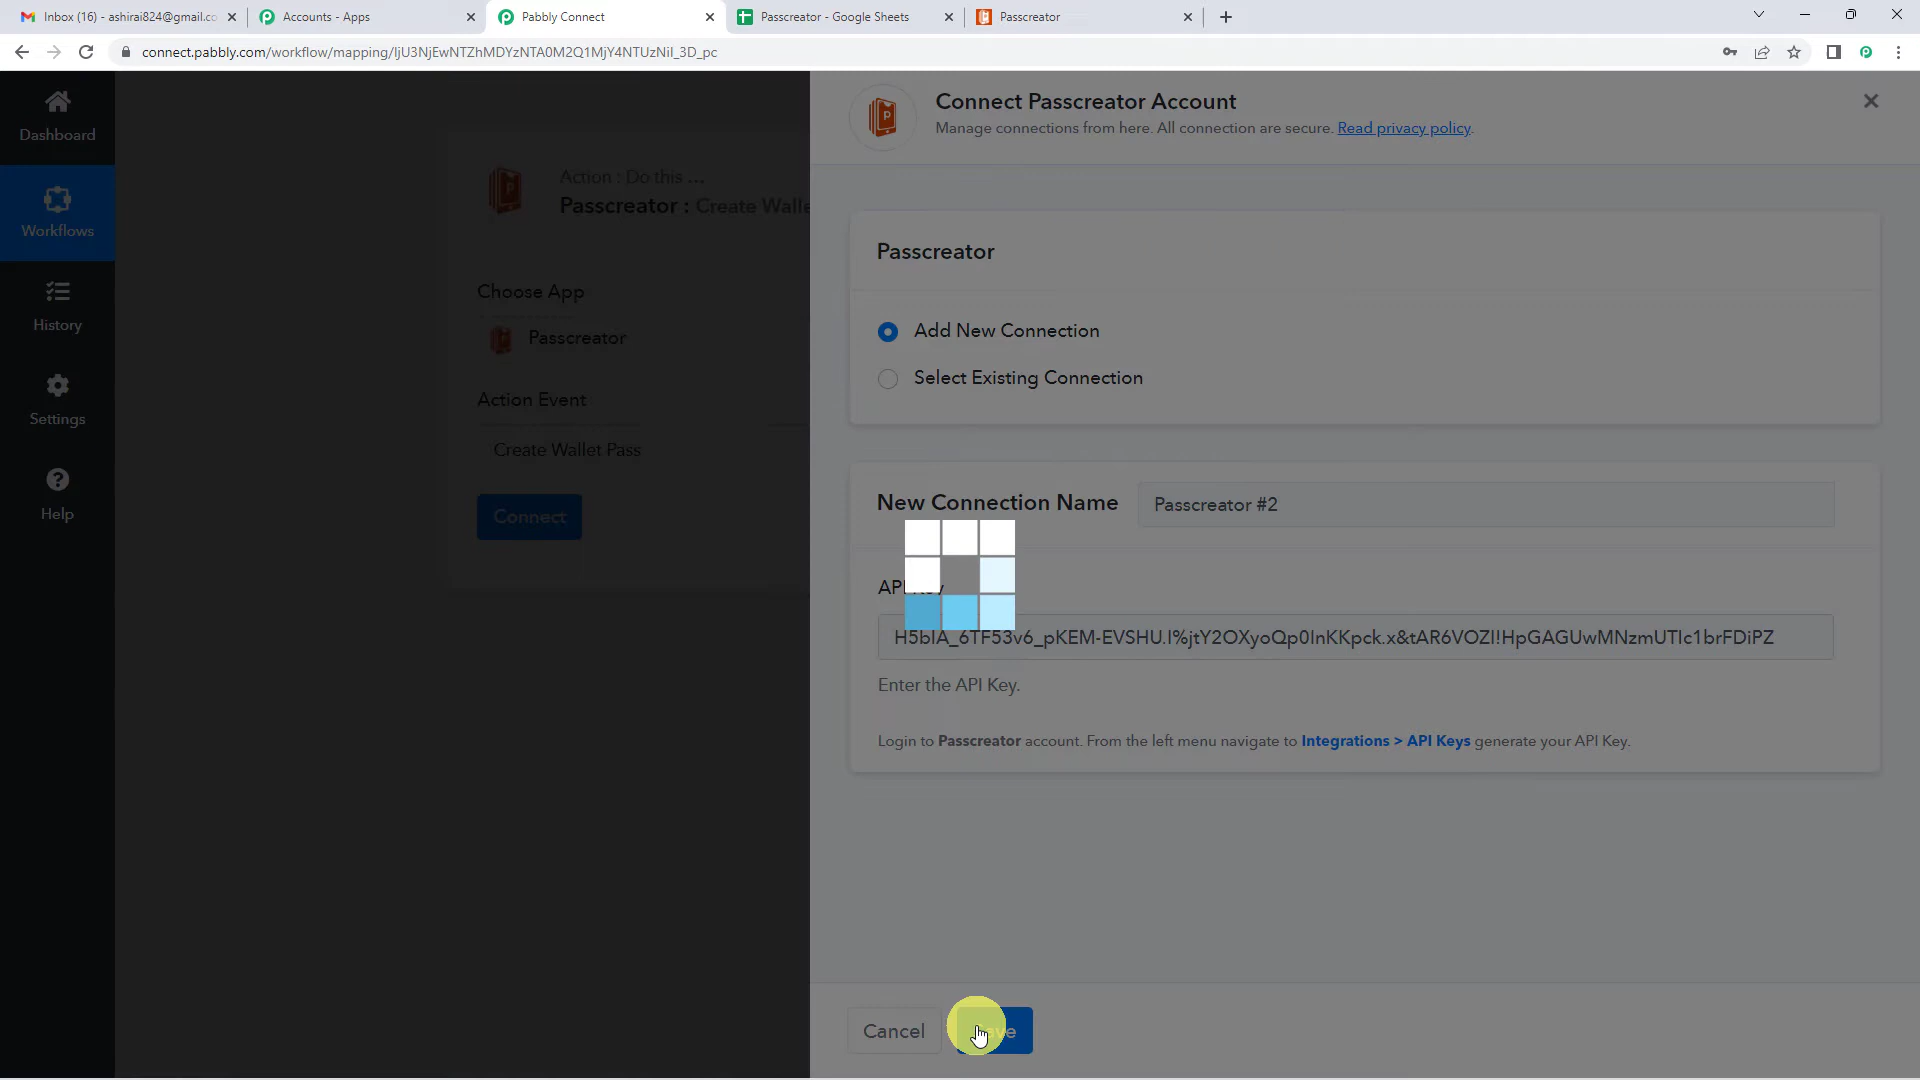 Inbox (16) - ashirai824@gmail.co
Accounts - Apps
Pabbly Connect
Passcreator - Google Sheets
Passcreator
connect.pabbly.com/workflow/mapping/IjU3NjEwNTZhMDYzNTA0M2Q1MjY4NTUzNiI_3D_pc
Dashboard
Workflows
History
Settings
Help
Action : Do this ...
Passcreator : Create Walle
Choose App
Passcreator
Action Event
Create Wallet Pass
Connect
Connect Passcreator Account
Manage connections from here. All connection are secure. Read privacy policy.
Passcreator
Add New Connection
Select Existing Connection
New Connection Name
Passcreator #2
API Key
H5bIA_6TF53v6_pKEM-EVSHU.I%jtY2OXyoQp0InKKpck.x&tAR6VOZI!!HpGAGUwMNzmUTIc1brFDiPZ
Enter the API Key.
Login to Passcreator account. From the left menu navigate to Integrations > API Keys generate your API Key.
Cancel
Save